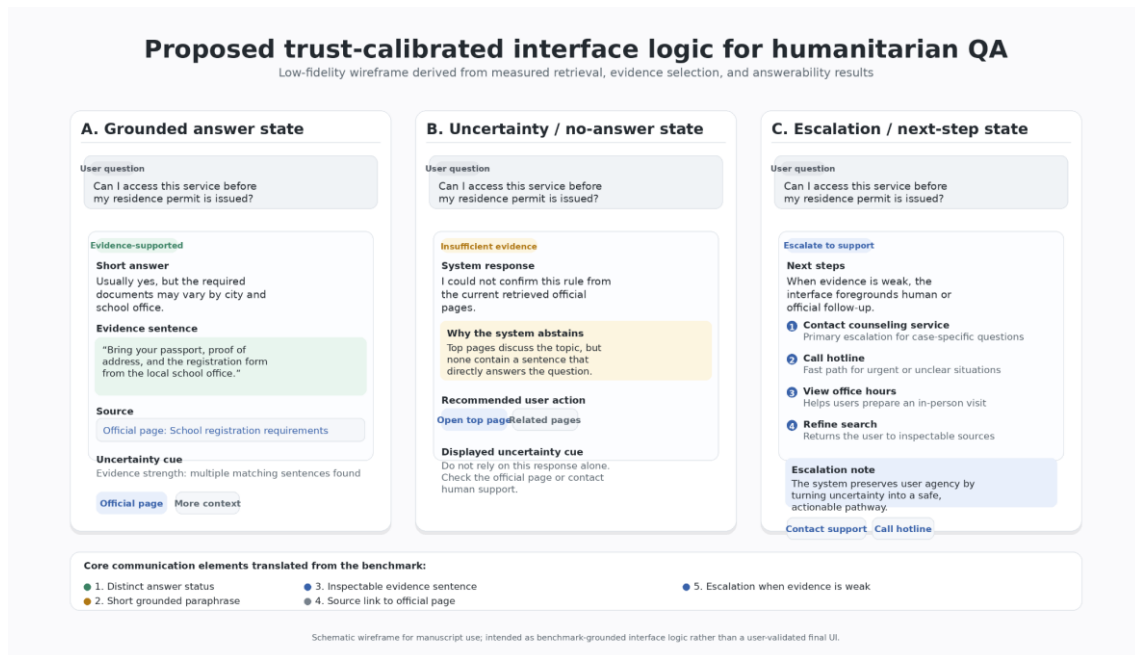 Proposed trust-calibrated interface logic for humanitarian QA
Low-fidelity wireframe derived from measured retrieval, evidence selection, and answerability results
A. Grounded answer state
User question
Can I access this service before
my residence permit is issued?
Evidence-supported
Short answer
Usually yes, but the required
documents may vary by city and
school office.
Evidence sentence
“Bring your passport, proof of
address, and the registration form
from the local school office.”
Source
Official page: School registration requirements
Uncertainty cue
Evidence strength: multiple matching sentences found
Official page
More context
B. Uncertainty / no-answer state
User question
Can I access this service before
my residence permit is issued?
Insufficient evidence
System response
I could not confirm this rule from
the current retrieved official
pages.
Why the system abstains
Top pages discuss the topic, but
none contain a sentence that
directly answers the question.
Recommended user action
Open top page
Related pages
Displayed uncertainty cue
Do not rely on this response alone.
Check the official page or contact
human support.
C. Escalation / next-step state
User question
Can I access this service before
my residence permit is issued?
Escalate to support
Next steps
When evidence is weak, the
interface foregrounds human or
official follow-up.
1 Contact counseling service
Primary escalation for case-specific questions
2 Call hotline
Fast path for urgent or unclear situations
3 View office hours
Helps users prepare an in-person visit
4 Refine search
Returns the user to inspectable sources
Escalation note
The system preserves user agency by
turning uncertainty into a safe,
actionable pathway.
Contact support
Call hotline
Core communication elements translated from the benchmark:
1. Distinct answer status
2. Short grounded paraphrase
3. Inspectable evidence sentence
4. Source link to official page
5. Escalation when evidence is weak
Schematic wireframe for manuscript use; intended as benchmark-grounded interface logic rather than a user-validated final UI.